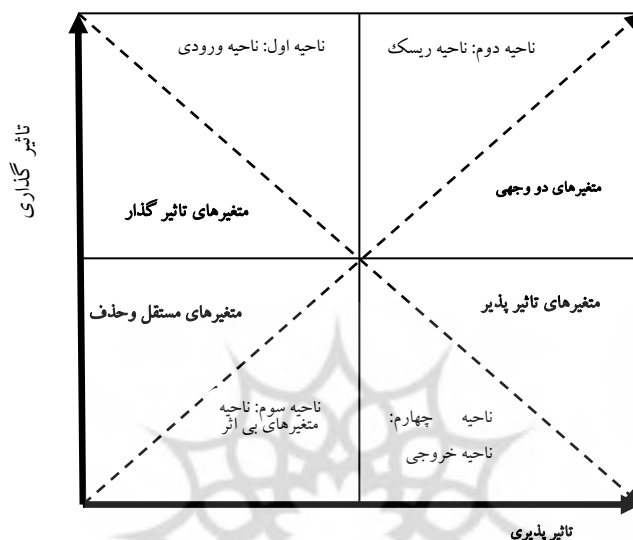 ناحیه دوم: ناحیه ریسک
ناحیه اول: ناحیه ورودی
تاثیر گذاری
متغیرهای دو وجهی
متغیرهای تاثیر گذار
متغیرهای تاثیر پذیر
متغیرهای مستقل وحذف
ناحیه چهارم:
ناحیه خروجی
ناحیه سوم: ناحیه
متغیرهای بی اثر
تاثیر پذیری